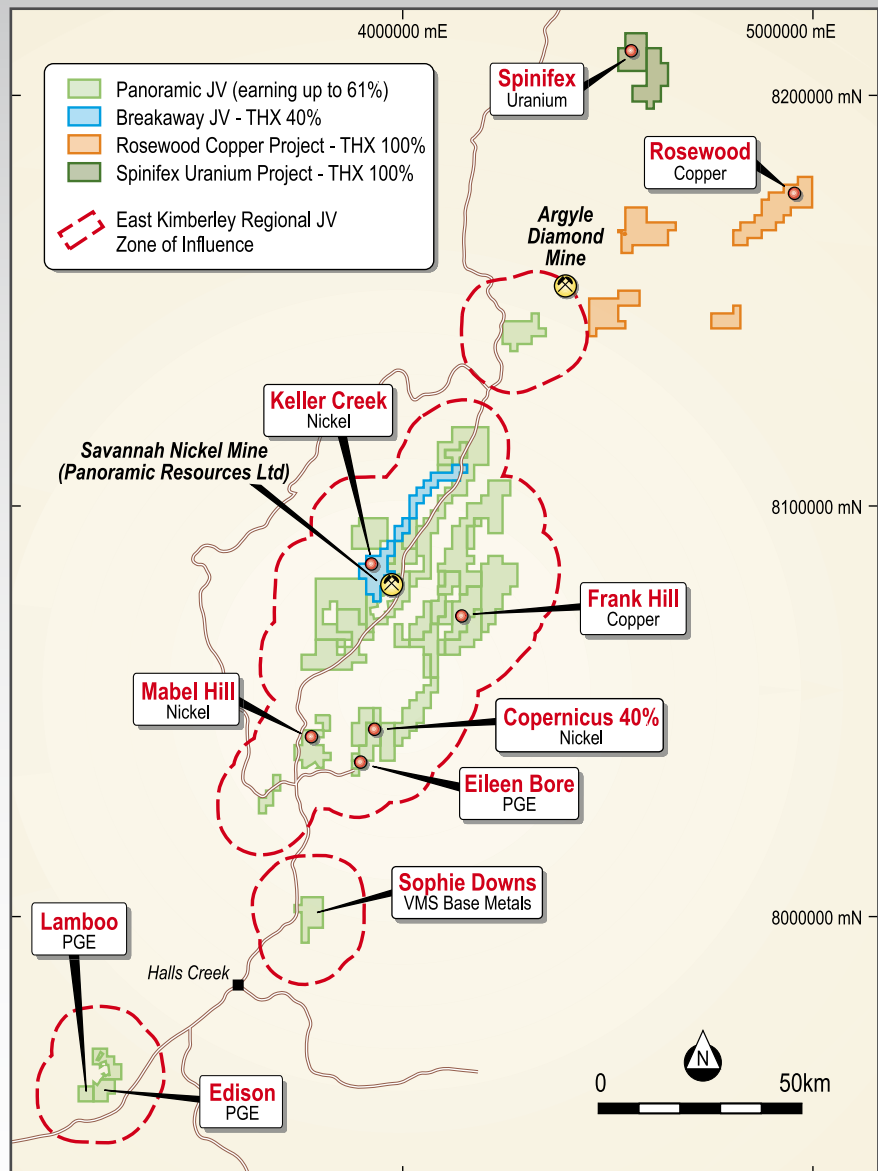 4000000 mE
5000000 mE
Panoramic JV (earning up to 61%)
Breakaway JV - THX 40%
Rosewood Copper Project - THX 100%
Spinifex Uranium Project - THX 100%
East Kimberley Regional JV
Zone of Influence
Spinifex
Uranium
8200000 mN
Rosewood
Copper
Argyle
Diamond
Mine
Keller Creek
Nickel
Savannah Nickel Mine
(Panoramic Resources Ltd)
8100000 mN
Frank Hill
Copper
Mabel Hill
Nickel
Copernicus 40%
Nickel
Eileen Bore
PGE
Sophie Downs
VMS Base Metals
8000000 mN
Lamboo
PGE
Halls Creek
Edison
PGE
N
0 50km